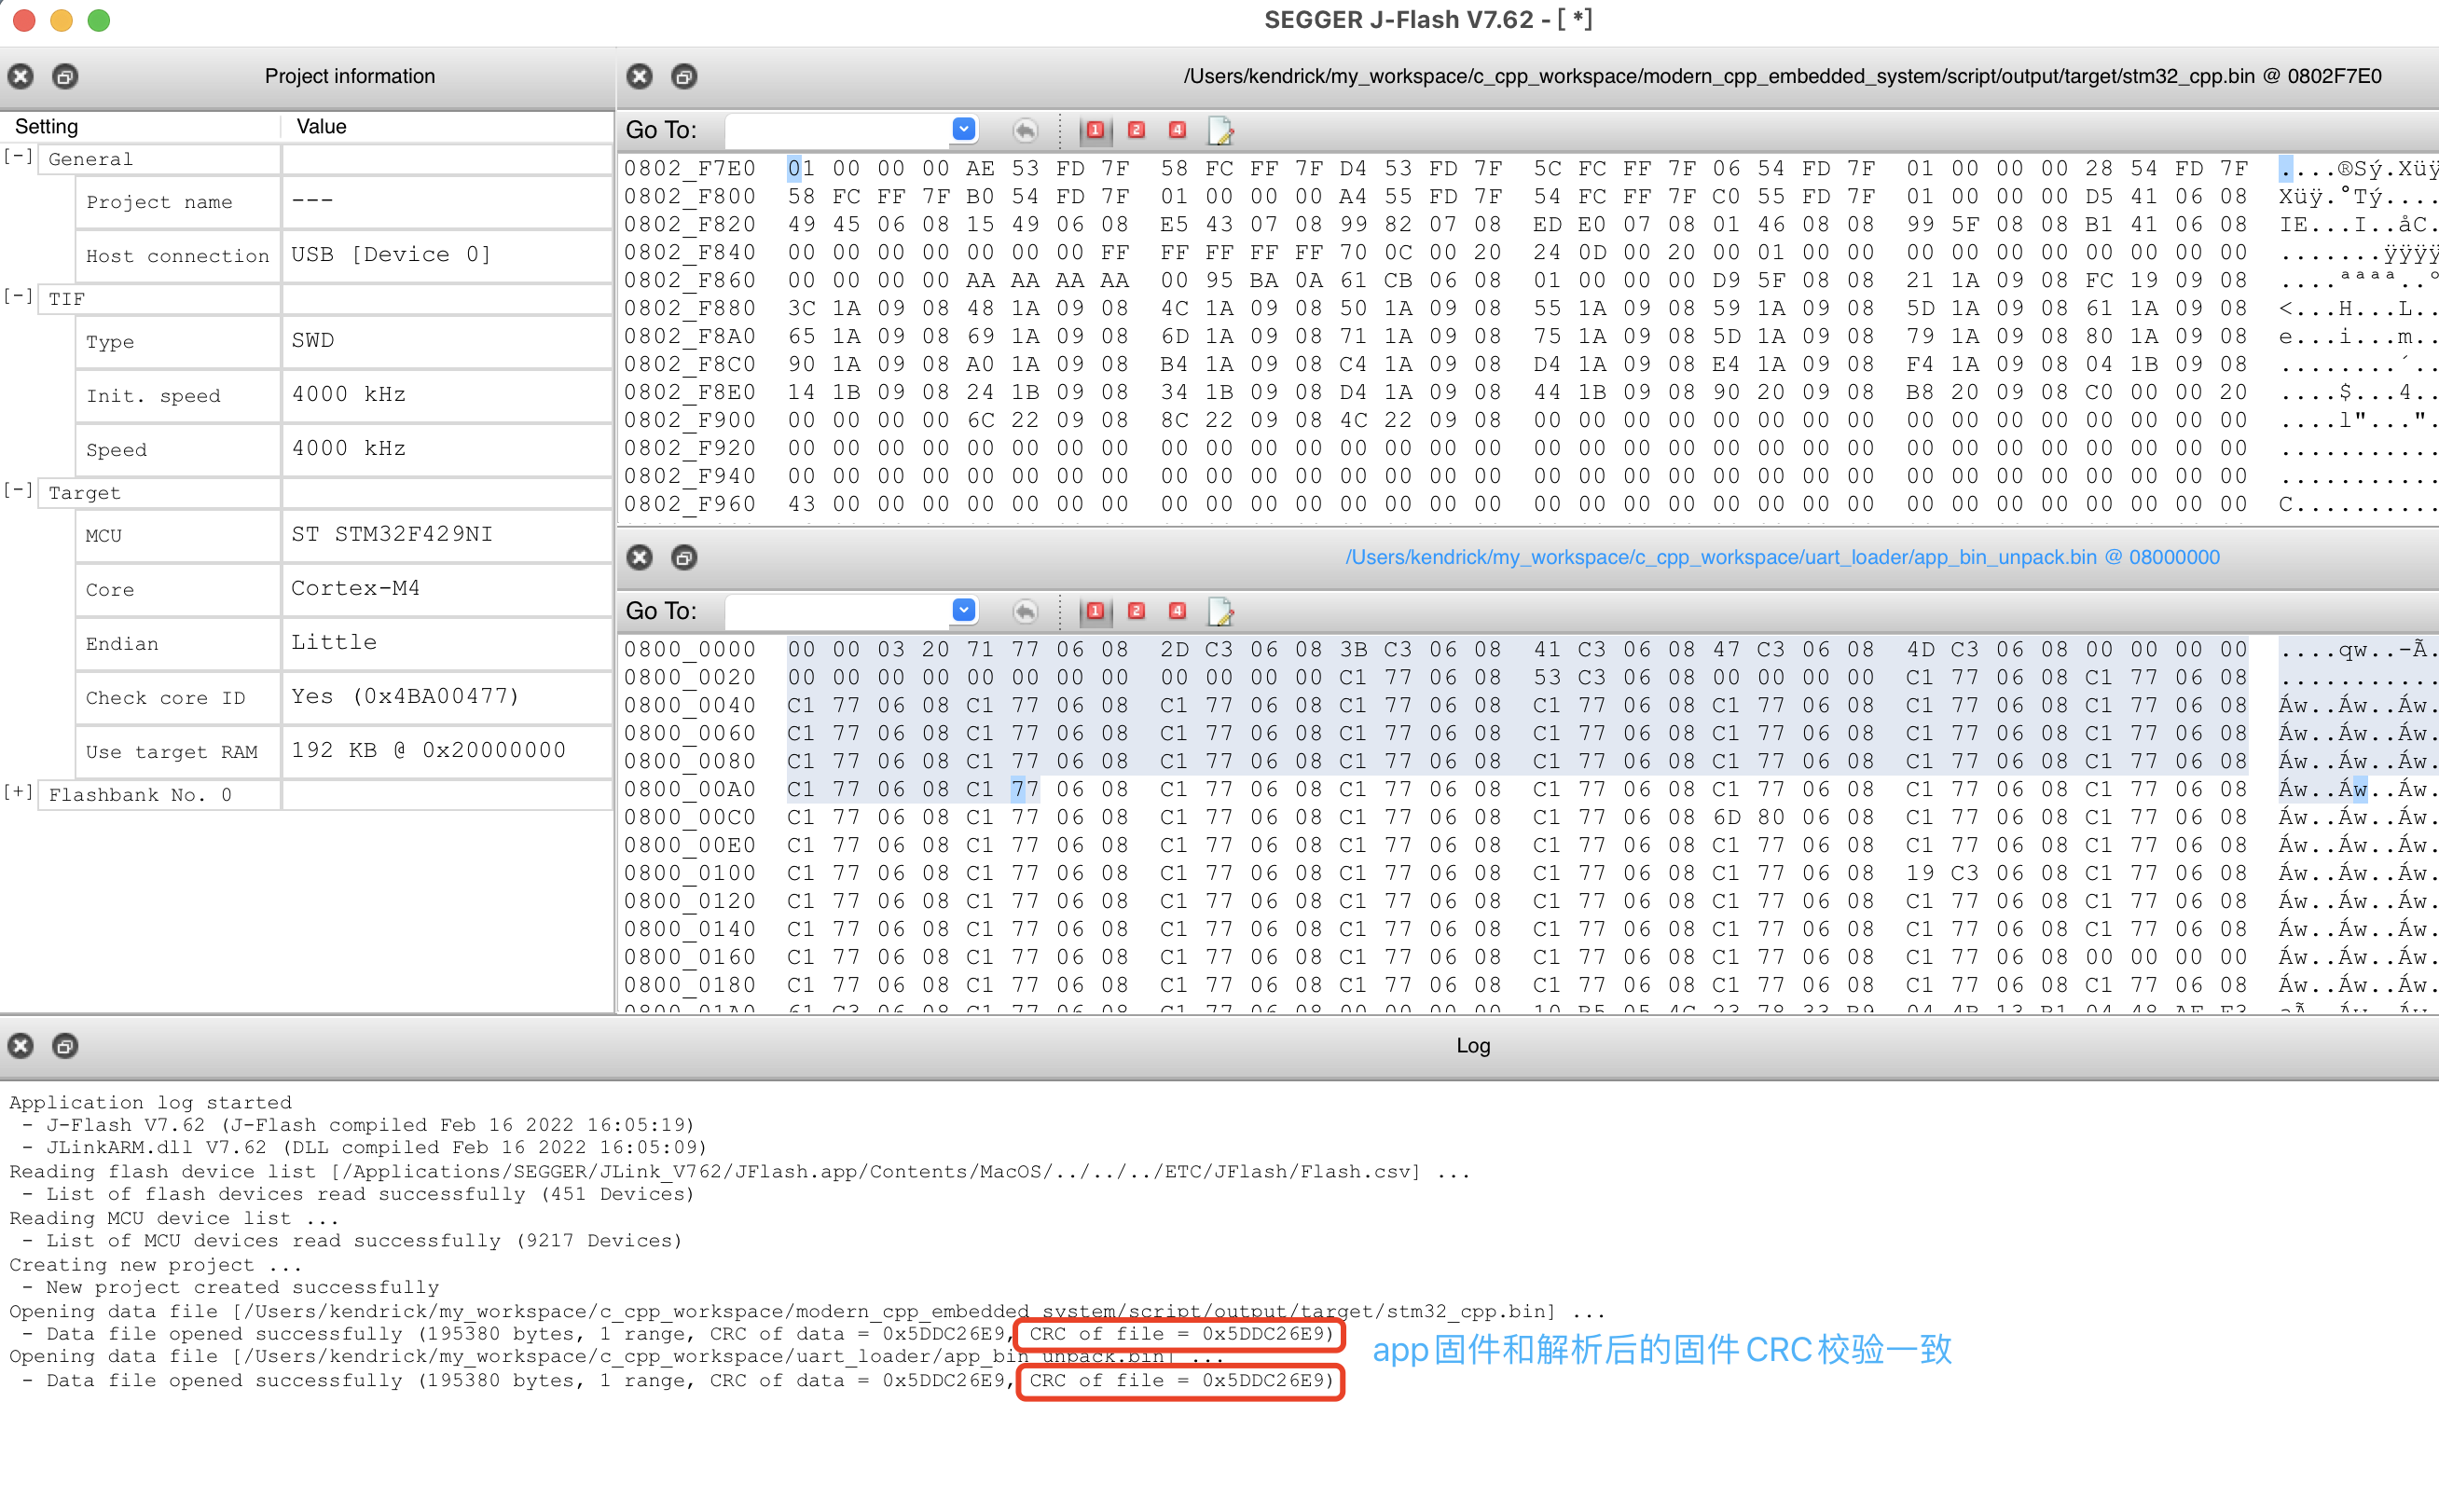 SEGGER J-Flash V7.62 - [ *]
Project information
Setting Value
[-] General
Project name ---
Host connection USB [Device 0]
[-] TIF
Type SWD
Init. speed 4000 kHz
Speed 4000 kHz
[-] Target
MCU ST STM32F429NI
Core Cortex-M4
Endian Little
Check core ID Yes (0x4BA00477)
Use target RAM 192 KB @ 0x20000000
[+] Flashbank No. 0
/Users/kendrick/my_workspace/c_cpp_workspace/modern_cpp_embedded_system/script/output/target/stm32_cpp.bin @ 0802F7E0
Go To: 1 2 4
0802_F7E0 01 00 00 00 AE 53 FD 7F 58 FC FF 7F D4 53 FD 7F 5C FC FF 7F 06 54 FD 7F 01 00 00 00 28 54 FD 7F ....®Sý.Xüÿ
0802_F800 58 FC FF 7F B0 54 FD 7F 01 00 00 00 A4 55 FD 7F 54 FC FF 7F C0 55 FD 7F 01 00 00 00 D5 41 06 08 Xüÿ.°Tý....
0802_F820 49 45 06 08 15 49 06 08 E5 43 07 08 99 82 07 08 ED E0 07 08 01 46 08 08 99 5F 08 08 B1 41 06 08 IE...I..åC.
0802_F840 00 00 00 00 00 00 00 FF FF FF FF FF 70 0C 00 20 24 0D 00 20 00 01 00 00 00 00 00 00 00 00 00 00 .......ÿÿÿÿ
0802_F860 00 00 00 00 AA AA AA AA 00 95 BA 0A 61 CB 06 08 01 00 00 00 D9 5F 08 08 21 1A 09 08 FC 19 09 08 ....ªªªª..º
0802_F880 3C 1A 09 08 48 1A 09 08 4C 1A 09 08 50 1A 09 08 55 1A 09 08 59 1A 09 08 5D 1A 09 08 61 1A 09 08 <...H...L..
0802_F8A0 65 1A 09 08 69 1A 09 08 6D 1A 09 08 71 1A 09 08 75 1A 09 08 5D 1A 09 08 79 1A 09 08 80 1A 09 08 e...i...m..
0802_F8C0 90 1A 09 08 A0 1A 09 08 B4 1A 09 08 C4 1A 09 08 D4 1A 09 08 E4 1A 09 08 F4 1A 09 08 04 1B 09 08 ........´..
0802_F8E0 14 1B 09 08 24 1B 09 08 34 1B 09 08 D4 1A 09 08 44 1B 09 08 90 20 09 08 B8 20 09 08 C0 00 00 20 ....$...4..
0802_F900 00 00 00 00 6C 22 09 08 8C 22 09 08 4C 22 09 08 00 00 00 00 00 00 00 00 00 00 00 00 00 00 00 00 ....l"...".
0802_F920 00 00 00 00 00 00 00 00 00 00 00 00 00 00 00 00 00 00 00 00 00 00 00 00 00 00 00 00 00 00 00 00 ...........
0802_F940 00 00 00 00 00 00 00 00 00 00 00 00 00 00 00 00 00 00 00 00 00 00 00 00 00 00 00 00 00 00 00 00 ...........
0802_F960 43 00 00 00 00 00 00 00 00 00 00 00 00 00 00 00 00 00 00 00 00 00 00 00 00 00 00 00 00 00 00 00 C..........
/Users/kendrick/my_workspace/c_cpp_workspace/uart_loader/app_bin_unpack.bin @ 08000000
Go To: 1 2 4
0800_0000 00 00 03 20 71 77 06 08 2D C3 06 08 3B C3 06 08 41 C3 06 08 47 C3 06 08 4D C3 06 08 00 00 00 00 ....qw..-Ã.
0800_0020 00 00 00 00 00 00 00 00 00 00 00 00 C1 77 06 08 53 C3 06 08 00 00 00 00 C1 77 06 08 C1 77 06 08 ...........
0800_0040 C1 77 06 08 C1 77 06 08 C1 77 06 08 C1 77 06 08 C1 77 06 08 C1 77 06 08 C1 77 06 08 C1 77 06 08 Áw..Áw..Áw.
0800_0060 C1 77 06 08 C1 77 06 08 C1 77 06 08 C1 77 06 08 C1 77 06 08 C1 77 06 08 C1 77 06 08 C1 77 06 08 Áw..Áw..Áw.
0800_0080 C1 77 06 08 C1 77 06 08 C1 77 06 08 C1 77 06 08 C1 77 06 08 C1 77 06 08 C1 77 06 08 C1 77 06 08 Áw..Áw..Áw.
0800_00A0 C1 77 06 08 C1 77 06 08 C1 77 06 08 C1 77 06 08 C1 77 06 08 C1 77 06 08 C1 77 06 08 C1 77 06 08 Áw..Áw..Áw.
0800_00C0 C1 77 06 08 C1 77 06 08 C1 77 06 08 C1 77 06 08 C1 77 06 08 6D 80 06 08 C1 77 06 08 C1 77 06 08 Áw..Áw..Áw.
0800_00E0 C1 77 06 08 C1 77 06 08 C1 77 06 08 C1 77 06 08 C1 77 06 08 C1 77 06 08 C1 77 06 08 C1 77 06 08 Áw..Áw..Áw.
0800_0100 C1 77 06 08 C1 77 06 08 C1 77 06 08 C1 77 06 08 C1 77 06 08 C1 77 06 08 19 C3 06 08 C1 77 06 08 Áw..Áw..Áw.
0800_0120 C1 77 06 08 C1 77 06 08 C1 77 06 08 C1 77 06 08 C1 77 06 08 C1 77 06 08 C1 77 06 08 C1 77 06 08 Áw..Áw..Áw.
0800_0140 C1 77 06 08 C1 77 06 08 C1 77 06 08 C1 77 06 08 C1 77 06 08 C1 77 06 08 C1 77 06 08 C1 77 06 08 Áw..Áw..Áw.
0800_0160 C1 77 06 08 C1 77 06 08 C1 77 06 08 C1 77 06 08 C1 77 06 08 C1 77 06 08 C1 77 06 08 00 00 00 00 Áw..Áw..Áw.
0800_0180 C1 77 06 08 C1 77 06 08 C1 77 06 08 C1 77 06 08 C1 77 06 08 C1 77 06 08 C1 77 06 08 C1 77 06 08 Áw..Áw..Áw.
0800_01A0 61 C3 06 08 C1 77 06 08 C1 77 06 08 00 00 00 00 10 B5 05 4C 23 78 33 B9 04 4B 13 B1 04 48 AF F3
Log
Application log started
- J-Flash V7.62 (J-Flash compiled Feb 16 2022 16:05:19)
- JLinkARM.dll V7.62 (DLL compiled Feb 16 2022 16:05:09)
Reading flash device list [/Applications/SEGGER/JLink_V762/JFlash.app/Contents/MacOS/../../../ETC/JFlash/Flash.csv] ...
- List of flash devices read successfully (451 Devices)
Reading MCU device list ...
- List of MCU devices read successfully (9217 Devices)
Creating new project ...
- New project created successfully
Opening data file [/Users/kendrick/my_workspace/c_cpp_workspace/modern_cpp_embedded_system/script/output/target/stm32_cpp.bin] ...
- Data file opened successfully (195380 bytes, 1 range, CRC of data = 0x5DDC26E9, CRC of file = 0x5DDC26E9)
app固件和解析后的固件CRC校验一致
Opening data file [/Users/kendrick/my_workspace/c_cpp_workspace/uart_loader/app_bin_unpack.bin] ...
- Data file opened successfully (195380 bytes, 1 range, CRC of data = 0x5DDC26E9, CRC of file = 0x5DDC26E9)